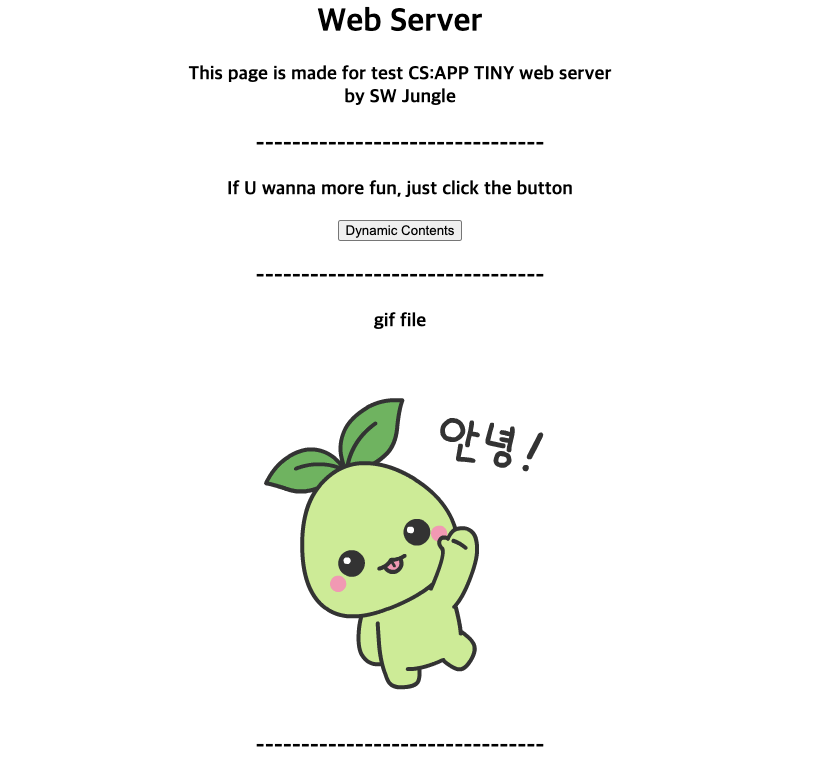 Web Server
This page is made for test CS:APP TINY web server
by SW Jungle
--------------------------------
If U wanna more fun, just click the button
Dynamic Contents
--------------------------------
gif file
안녕!
--------------------------------